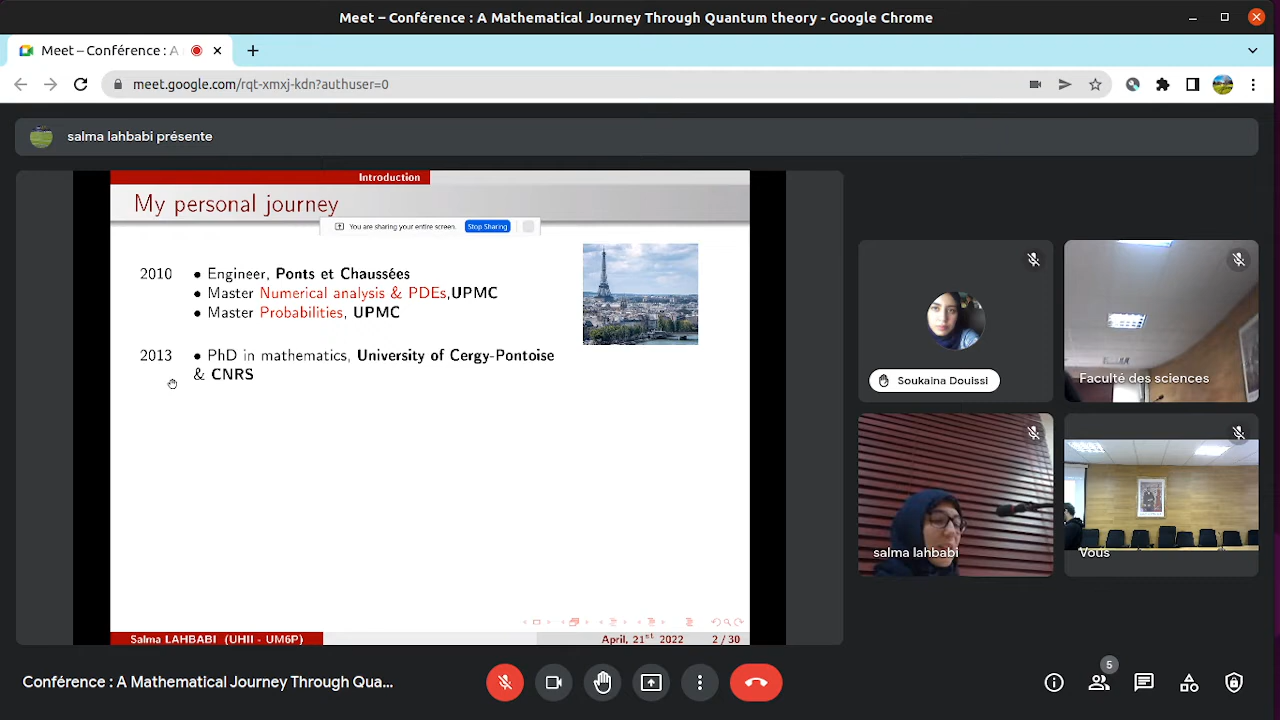 Meet – Conférence : A Mathematical Journey Through Quantum theory - Google Chrome
Meet – Conférence : A
meet.google.com/rqt-xmxj-kdn?authuser=0
salma lahbabi présente
Introduction
My personal journey
You are sharing your entire screen. Stop Sharing
2010 • Engineer, Ponts et Chaussées
• Master Numerical analysis & PDEs,UPMC
• Master Probabilities, UPMC
2013 • PhD in mathematics, University of Cergy-Pontoise
& CNRS
Salma LAHBABI (UHII - UM6P) April, 21st 2022 2 / 30
Soukaina Douissi
Faculté des sciences
salma lahbabi
Vous
Conférence : A Mathematical Journey Through Qua...
5